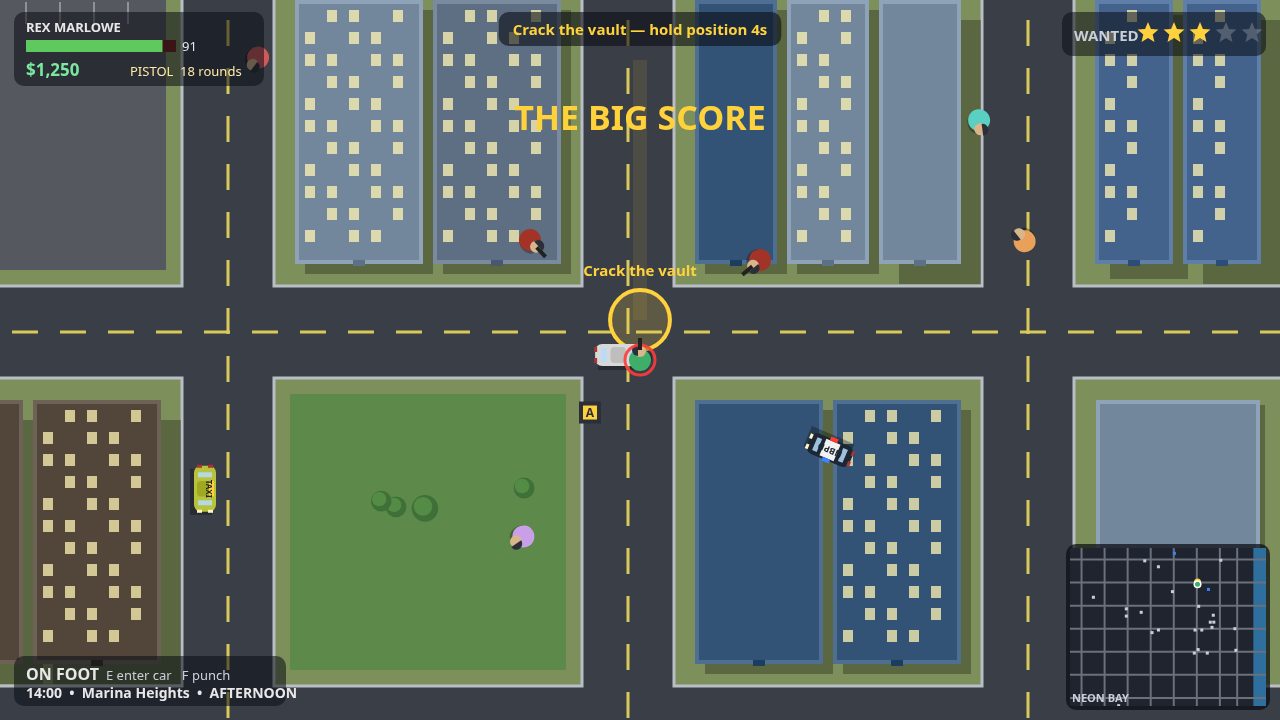 REX MARLOWE
91
$1,250
PISTOL 18 rounds
Crack the vault — hold position 4s
WANTED
THE BIG SCORE
Crack the vault
A
TAXI
NBPD
ON FOOT E enter car F punch
14:00 • Marina Heights • AFTERNOON
NEON BAY